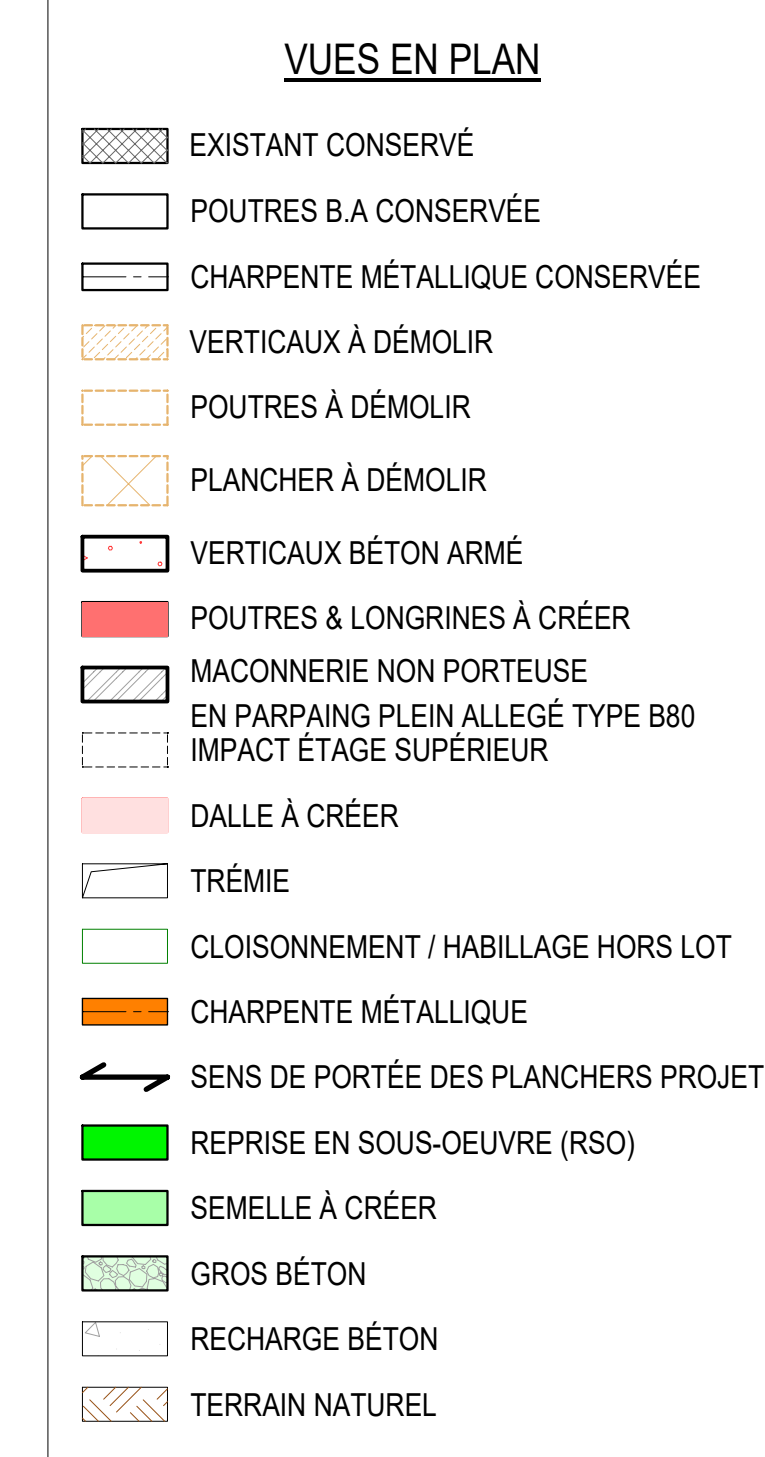 VUES EN PLAN
EXISTANT CONSERVÉ
POUTRES B.A CONSERVÉE
CHARPENTE MÉTALLIQUE CONSERVÉE
VERTICAUX À DÉMOLIR
POUTRES À DÉMOLIR
PLANCHER À DÉMOLIR
VERTICAUX BÉTON ARMÉ
POUTRES & LONGRINES À CRÉER
MACONNERIE NON PORTEUSE
EN PARPAING PLEIN ALLEGÉ TYPE B80
IMPACT ÉTAGE SUPÉRIEUR
DALLE À CRÉER
TRÉMIE
CLOISONNEMENT / HABILLAGE HORS LOT
CHARPENTE MÉTALLIQUE
SENS DE PORTÉE DES PLANCHERS PROJET
REPRISE EN SOUS-OEUVRE (RSO)
SEMELLE À CRÉER
GROS BÉTON
RECHARGE BÉTON
TERRAIN NATUREL